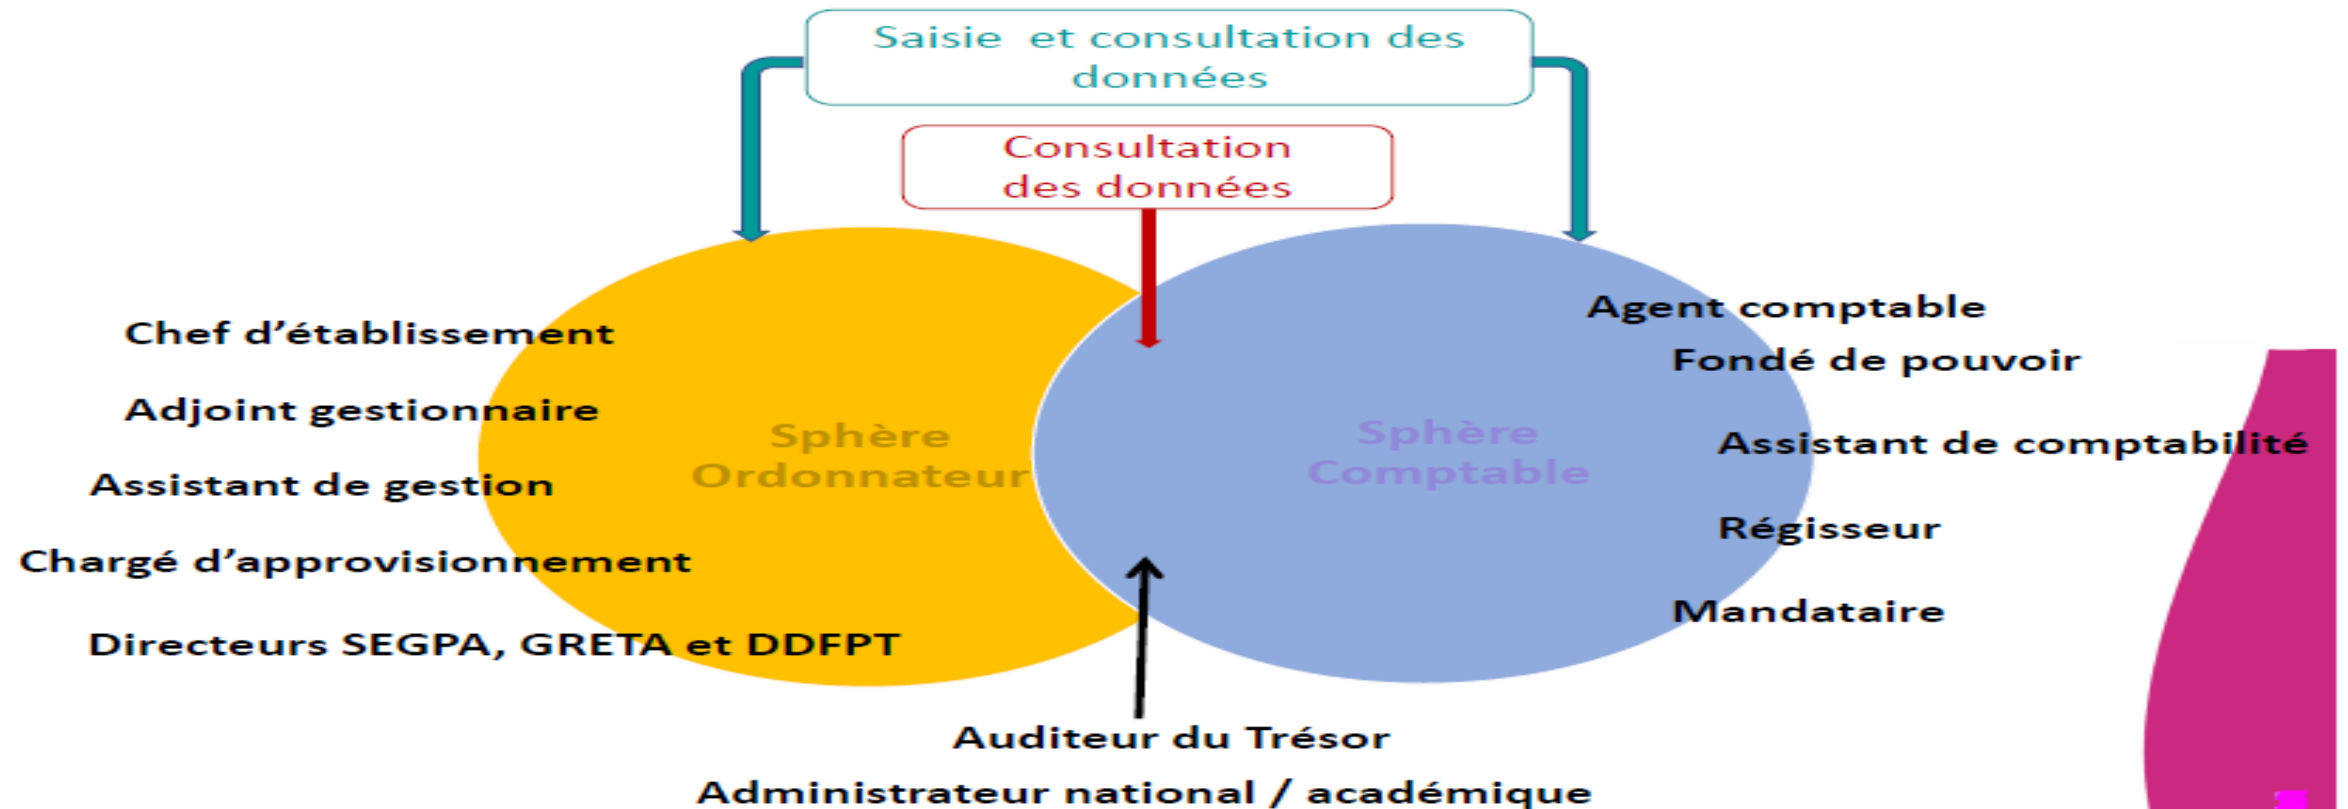 Saisie et consultation des
données
Consultation
des données
Chef d’établissement
Adjoint gestionnaire
Assistant de gestion
Chargé d’approvisionnement
Directeurs SEGPA, GRETA et DDFPT
Sphère
Ordonnateur
Sphère
Comptable
Agent comptable
Fondé de pouvoir
Assistant de comptabilité
Régisseur
Mandataire
Auditeur du Trésor
Administrateur national / académique